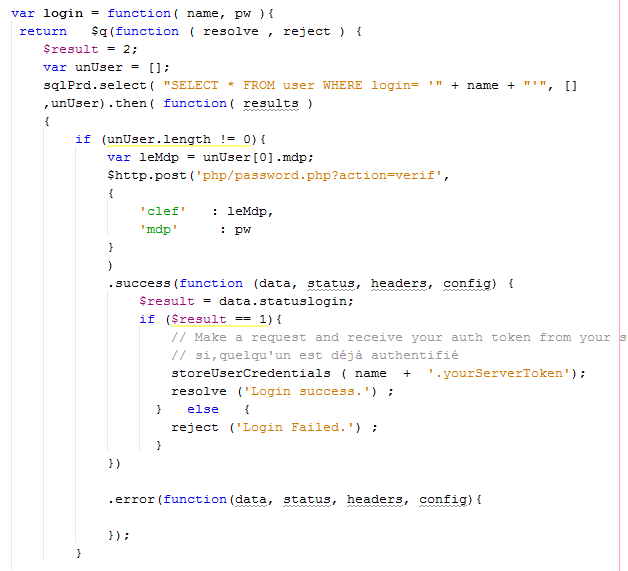 var login = function( name, pw ){
return $q(function ( resolve , reject ) {
$result = 2;
var unUser = [];
sqlPrd.select( "SELECT * FROM user WHERE login= '" + name + "'", []
,unUser).then( function( results )
{
if (unUser.length != 0){
var leMdp = unUser[0].mdp;
$http.post('php/password.php?action=verif',
{
'clef' : leMdp,
'mdp' : pw
}
)
.success(function (data, status, headers, config) {
$result = data.statuslogin;
if ($result == 1){
// Make a request and receive your auth token from your s
// si,quelqu'un est déjà authentifié
storeUserCredentials ( name + '.yourServerToken');
resolve ('Login success.') ;
} else {
reject ('Login Failed.') ;
}
})
.error(function(data, status, headers, config){
});
}